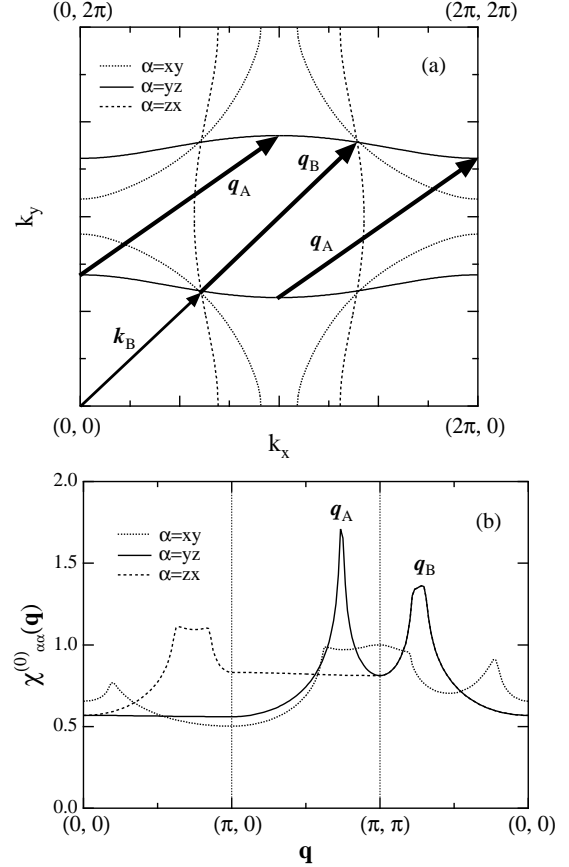 (0, 2π) (2π, 2π)
(a)
α=xy
α=yz
α=zx
q_B
q_A
q_A
k_y
k_B
(0, 0) (2π, 0)
k_x
2.0
(b)
q_A
α=xy
α=yz
α=zx
1.5
q_B
χ^(0)_αα(q)
1.0
0.5
0.0
(0, 0) (π, 0) (π, π) (0, 0)
q